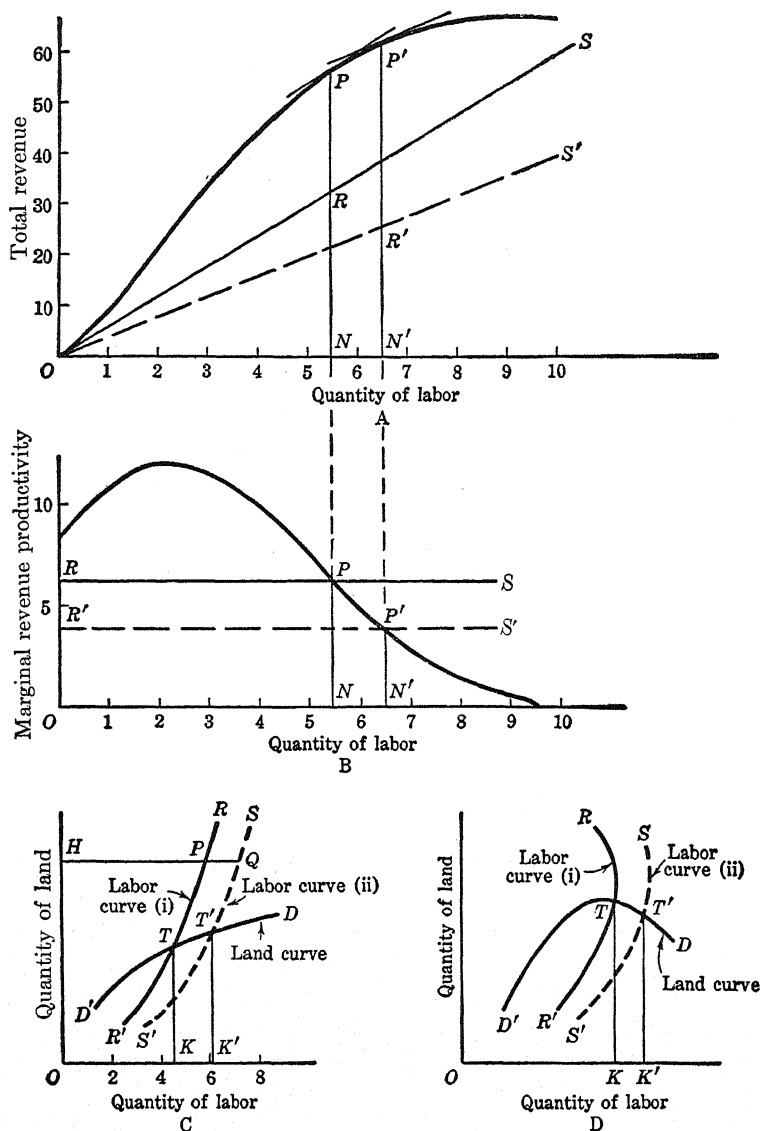 Total revenue
60
50
40
30
20
10
O
1 2 3 4 5 6 7 8 9 10
P
P'
S
S'
R
R'
N
N'
Quantity of labor
A
Marginal revenue productivity
10
5
R
P
S
R'
P'
S'
N
N'
O
1 2 3 4 5 6 7 8 9 10
Quantity of labor
B
Quantity of land
R
S
H
P
Q
Labor
curve (i)
Labor curve (ii)
T
T'
D
Land curve
D'
R'
S'
K
K'
O
2 4 6 8
Quantity of labor
C
Quantity of land
R
S
Labor
curve (i)
Labor
curve (ii)
T
T'
D
Land curve
D'
R'
S'
O
K
K'
Quantity of labor
D